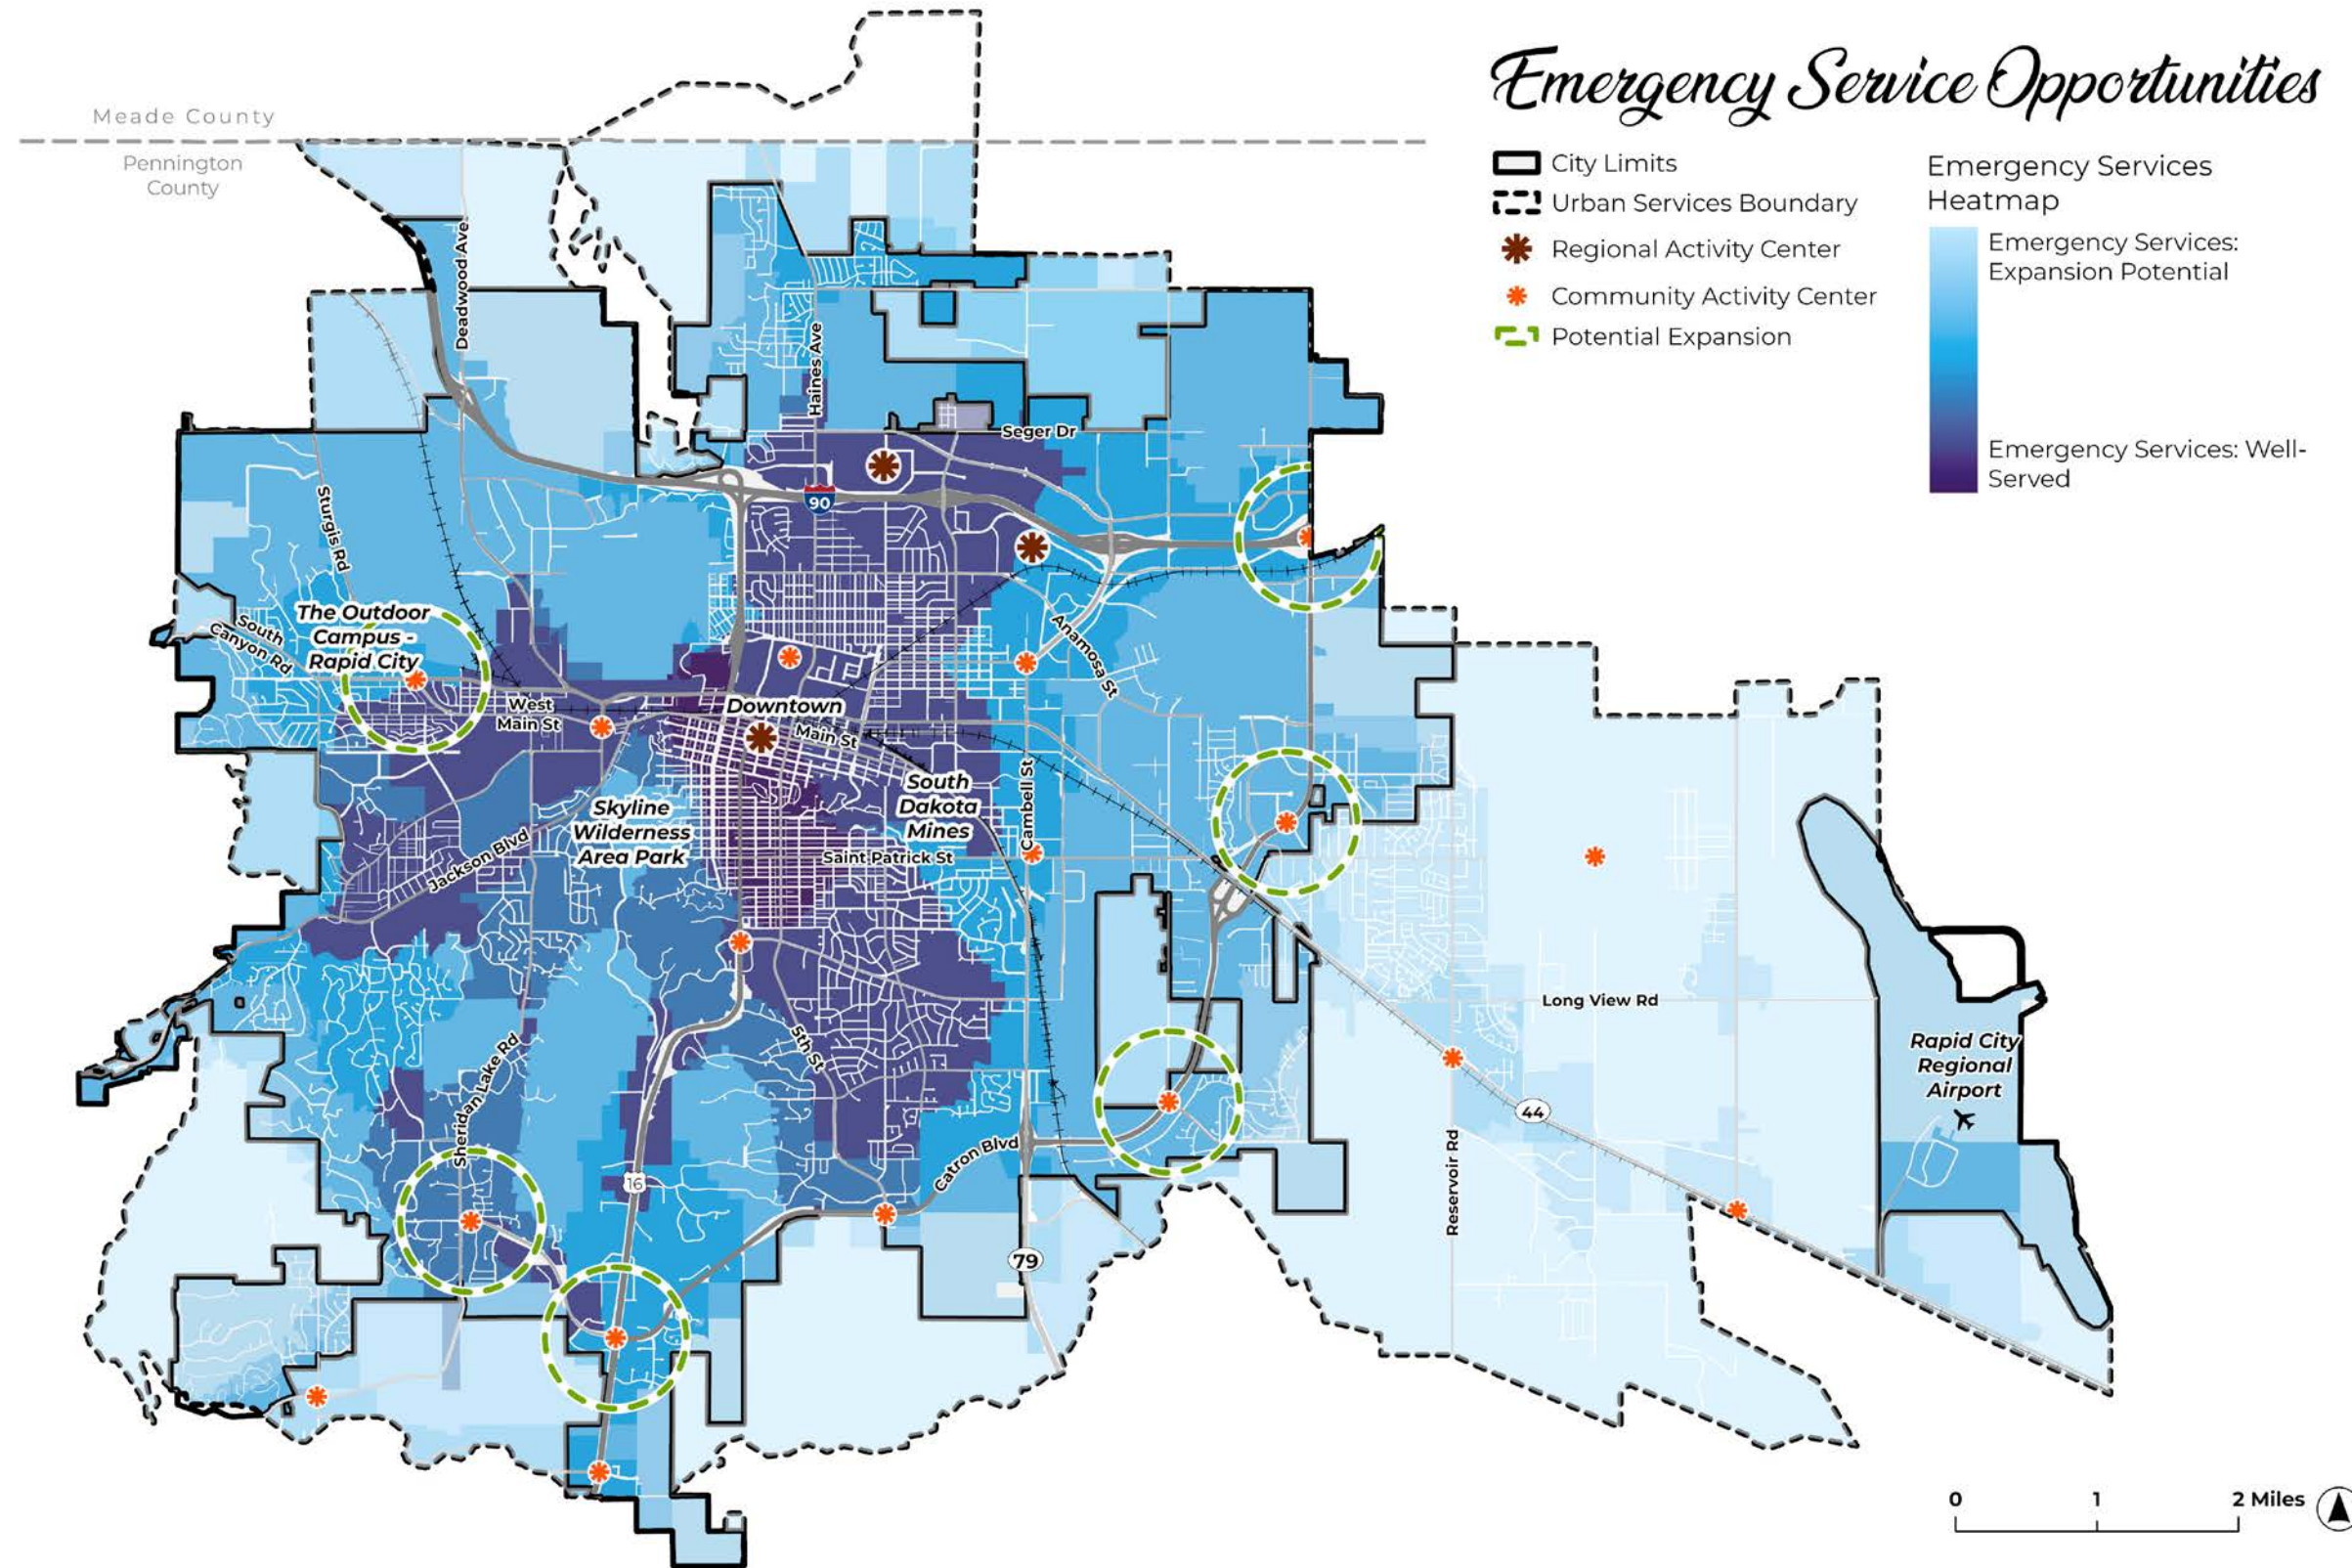 Emergency Service Opportunities
City Limits
Urban Services Boundary
Regional Activity Center
Community Activity Center
Potential Expansion
Emergency Services
Heatmap
Emergency Services:
Expansion Potential
Emergency Services: Well-
Served
Meade County
Pennington
County
Deadwood Ave
Haines Ave
Seger Dr
90
Sturgis Rd
The Outdoor
Campus -
Rapid City
South
Canyon Rd
Anamosa St
West
Main St
Downtown
Main St
South
Dakota
Mines
Cambell St
Skyline
Wilderness
Area Park
Saint Patrick St
Jackson Blvd
Long View Rd
5th St
Sheridan Lake Rd
Rapid City
Regional
Airport
44
Catron Blvd
Reservoir Rd
16
79
0 1 2 Miles